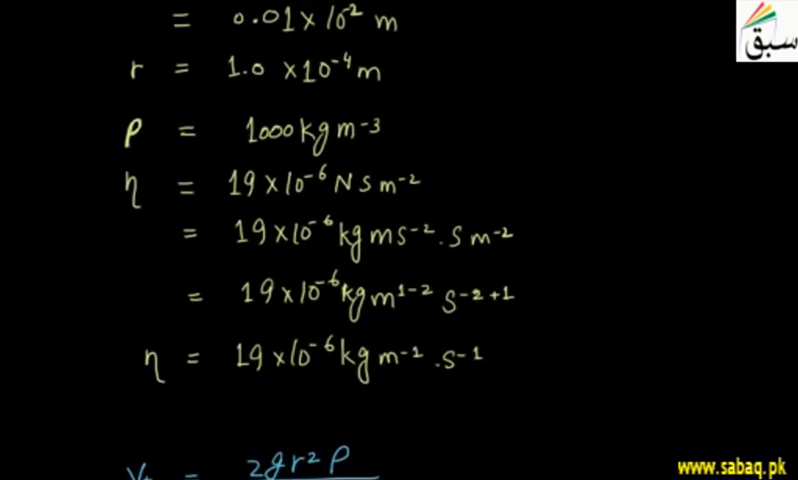 = 0.01 × 10⁻² m
سبق
r = 1.0 × 10⁻⁴ m
ρ = 1000 kg m⁻³
η = 19 × 10⁻⁶ N s m⁻²
= 19 × 10⁻⁶ kg m s⁻² . s m⁻²
= 19 × 10⁻⁶ kg m¹⁻² s⁻²⁺¹
η = 19 × 10⁻⁶ kg m⁻¹ . s⁻¹
= 2gr²ρ
www.sabaq.pk